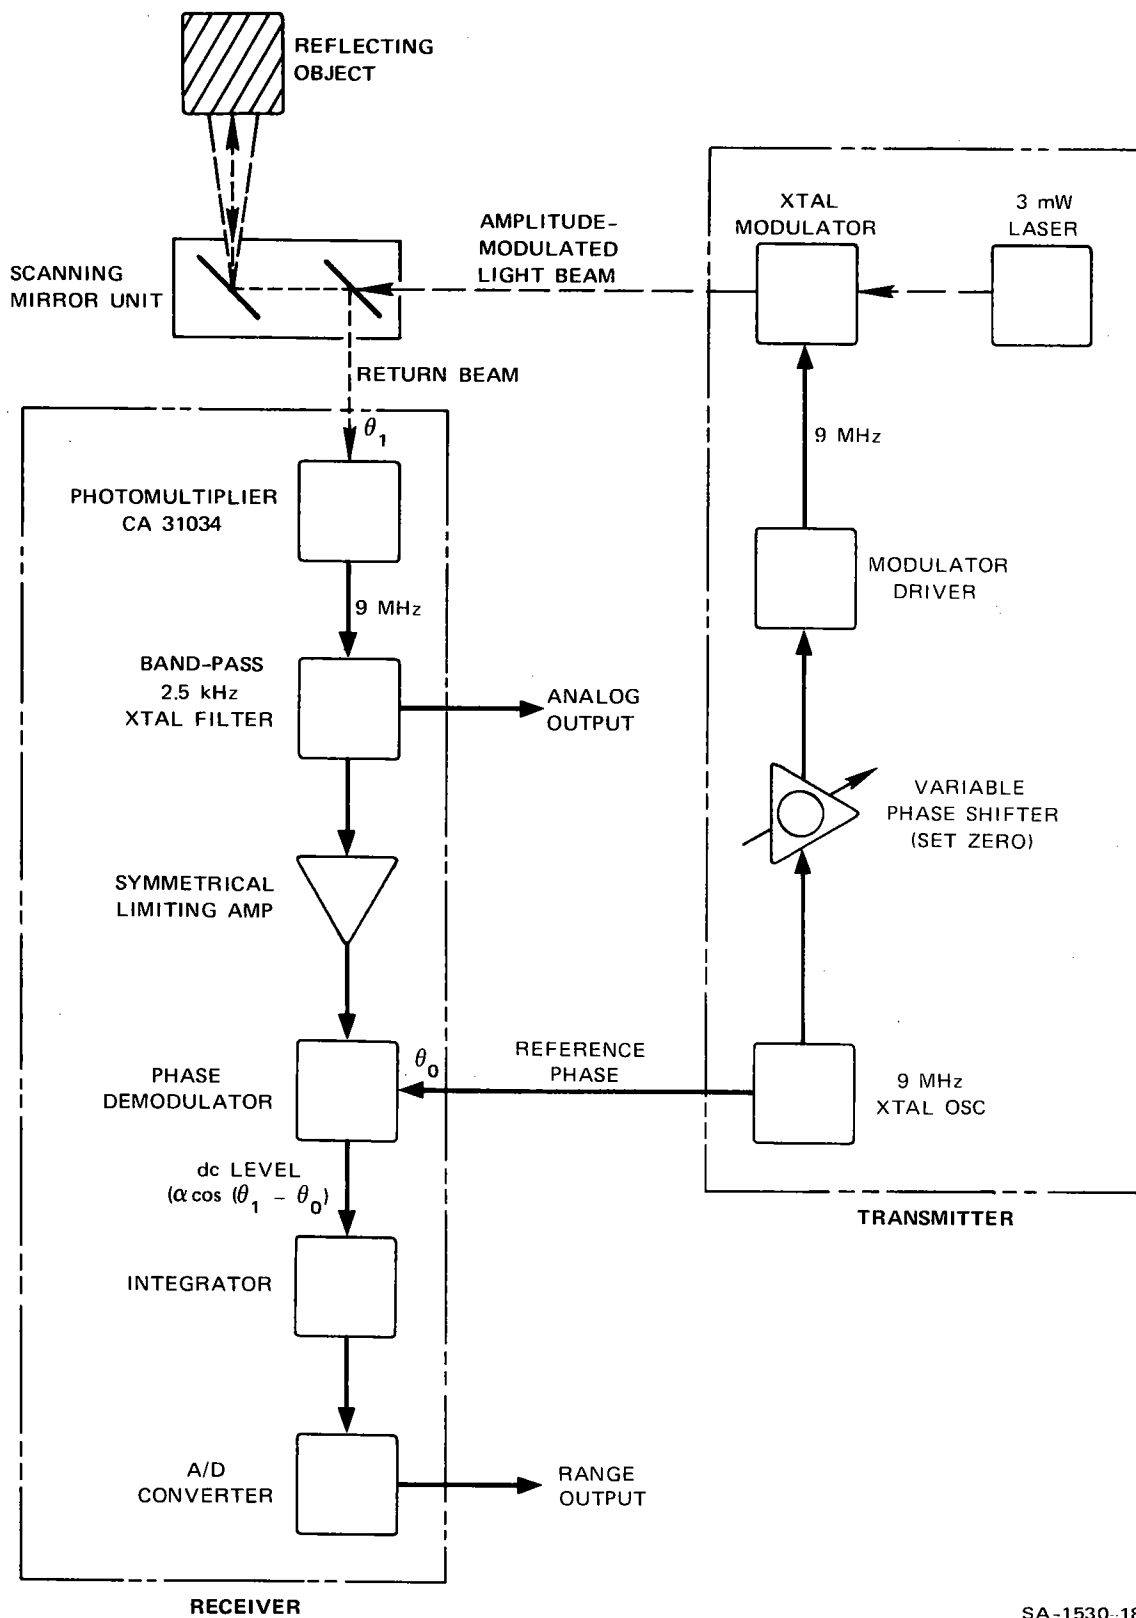 REFLECTING
OBJECT
SCANNING
MIRROR UNIT
AMPLITUDE-
MODULATED
LIGHT BEAM
XTAL
MODULATOR
3 mW
LASER
RETURN BEAM
θ1
9 MHz
PHOTOMULTIPLIER
CA 31034
MODULATOR
DRIVER
9 MHz
BAND-PASS
2.5 kHz
XTAL FILTER
ANALOG
OUTPUT
VARIABLE
PHASE SHIFTER
(SET ZERO)
SYMMETRICAL
LIMITING AMP
PHASE
DEMODULATOR
θ0
REFERENCE
PHASE
9 MHz
XTAL OSC
dc LEVEL
(α cos (θ1 - θ0)
TRANSMITTER
INTEGRATOR
A/D
CONVERTER
RANGE
OUTPUT
RECEIVER
SA-1530-18